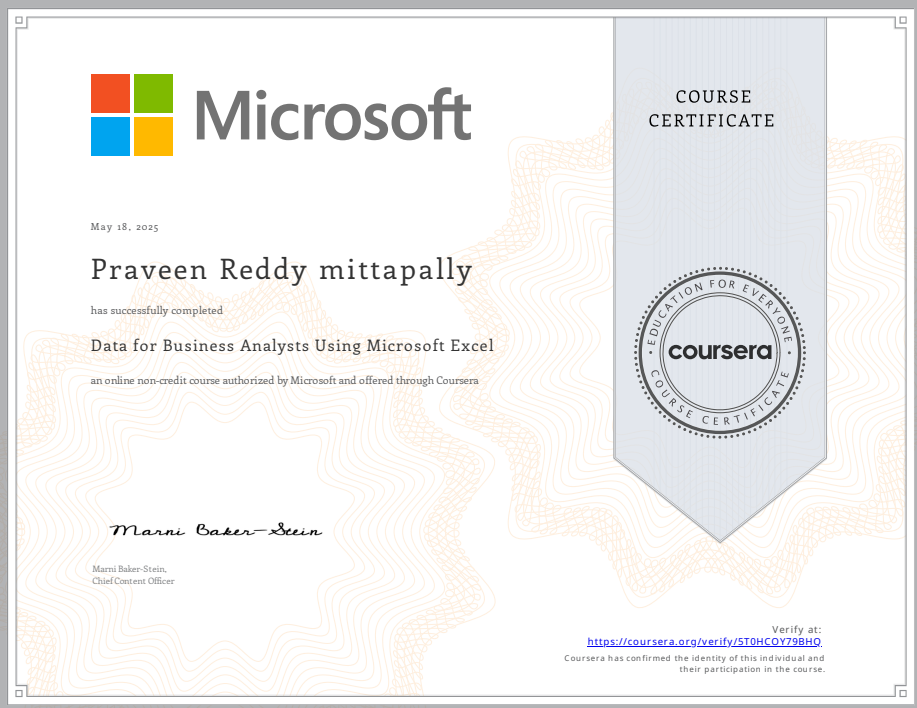 Microsoft
COURSE
CERTIFICATE
May 18, 2025
Praveen Reddy mittapally
has successfully completed
Data for Business Analysts Using Microsoft Excel
an online non-credit course authorized by Microsoft and offered through Coursera
EDUCATION FOR EVERYONE
coursera
COURSE CERTIFICATE
Marni Baker-Stein
Marni Baker-Stein,
Chief Content Officer
Verify at:
https://coursera.org/verify/5T0HCOY79BHQ
Coursera has confirmed the identity of this individual and
their participation in the course.